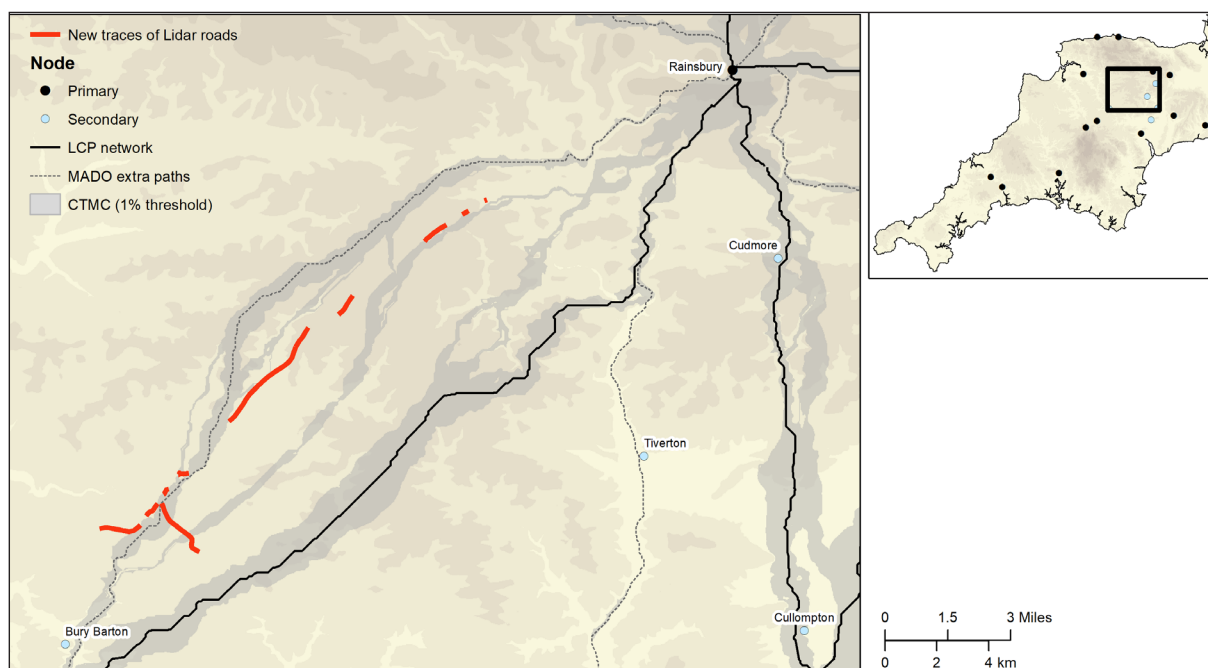 New traces of Lidar roads
Node
Primary
Secondary
LCP network
MADO extra paths
CTMC (1% threshold)
Rainsbury
Cudmore
Tiverton
Bury Barton
Cullompton
0 1.5 3 Miles
0 2 4 km